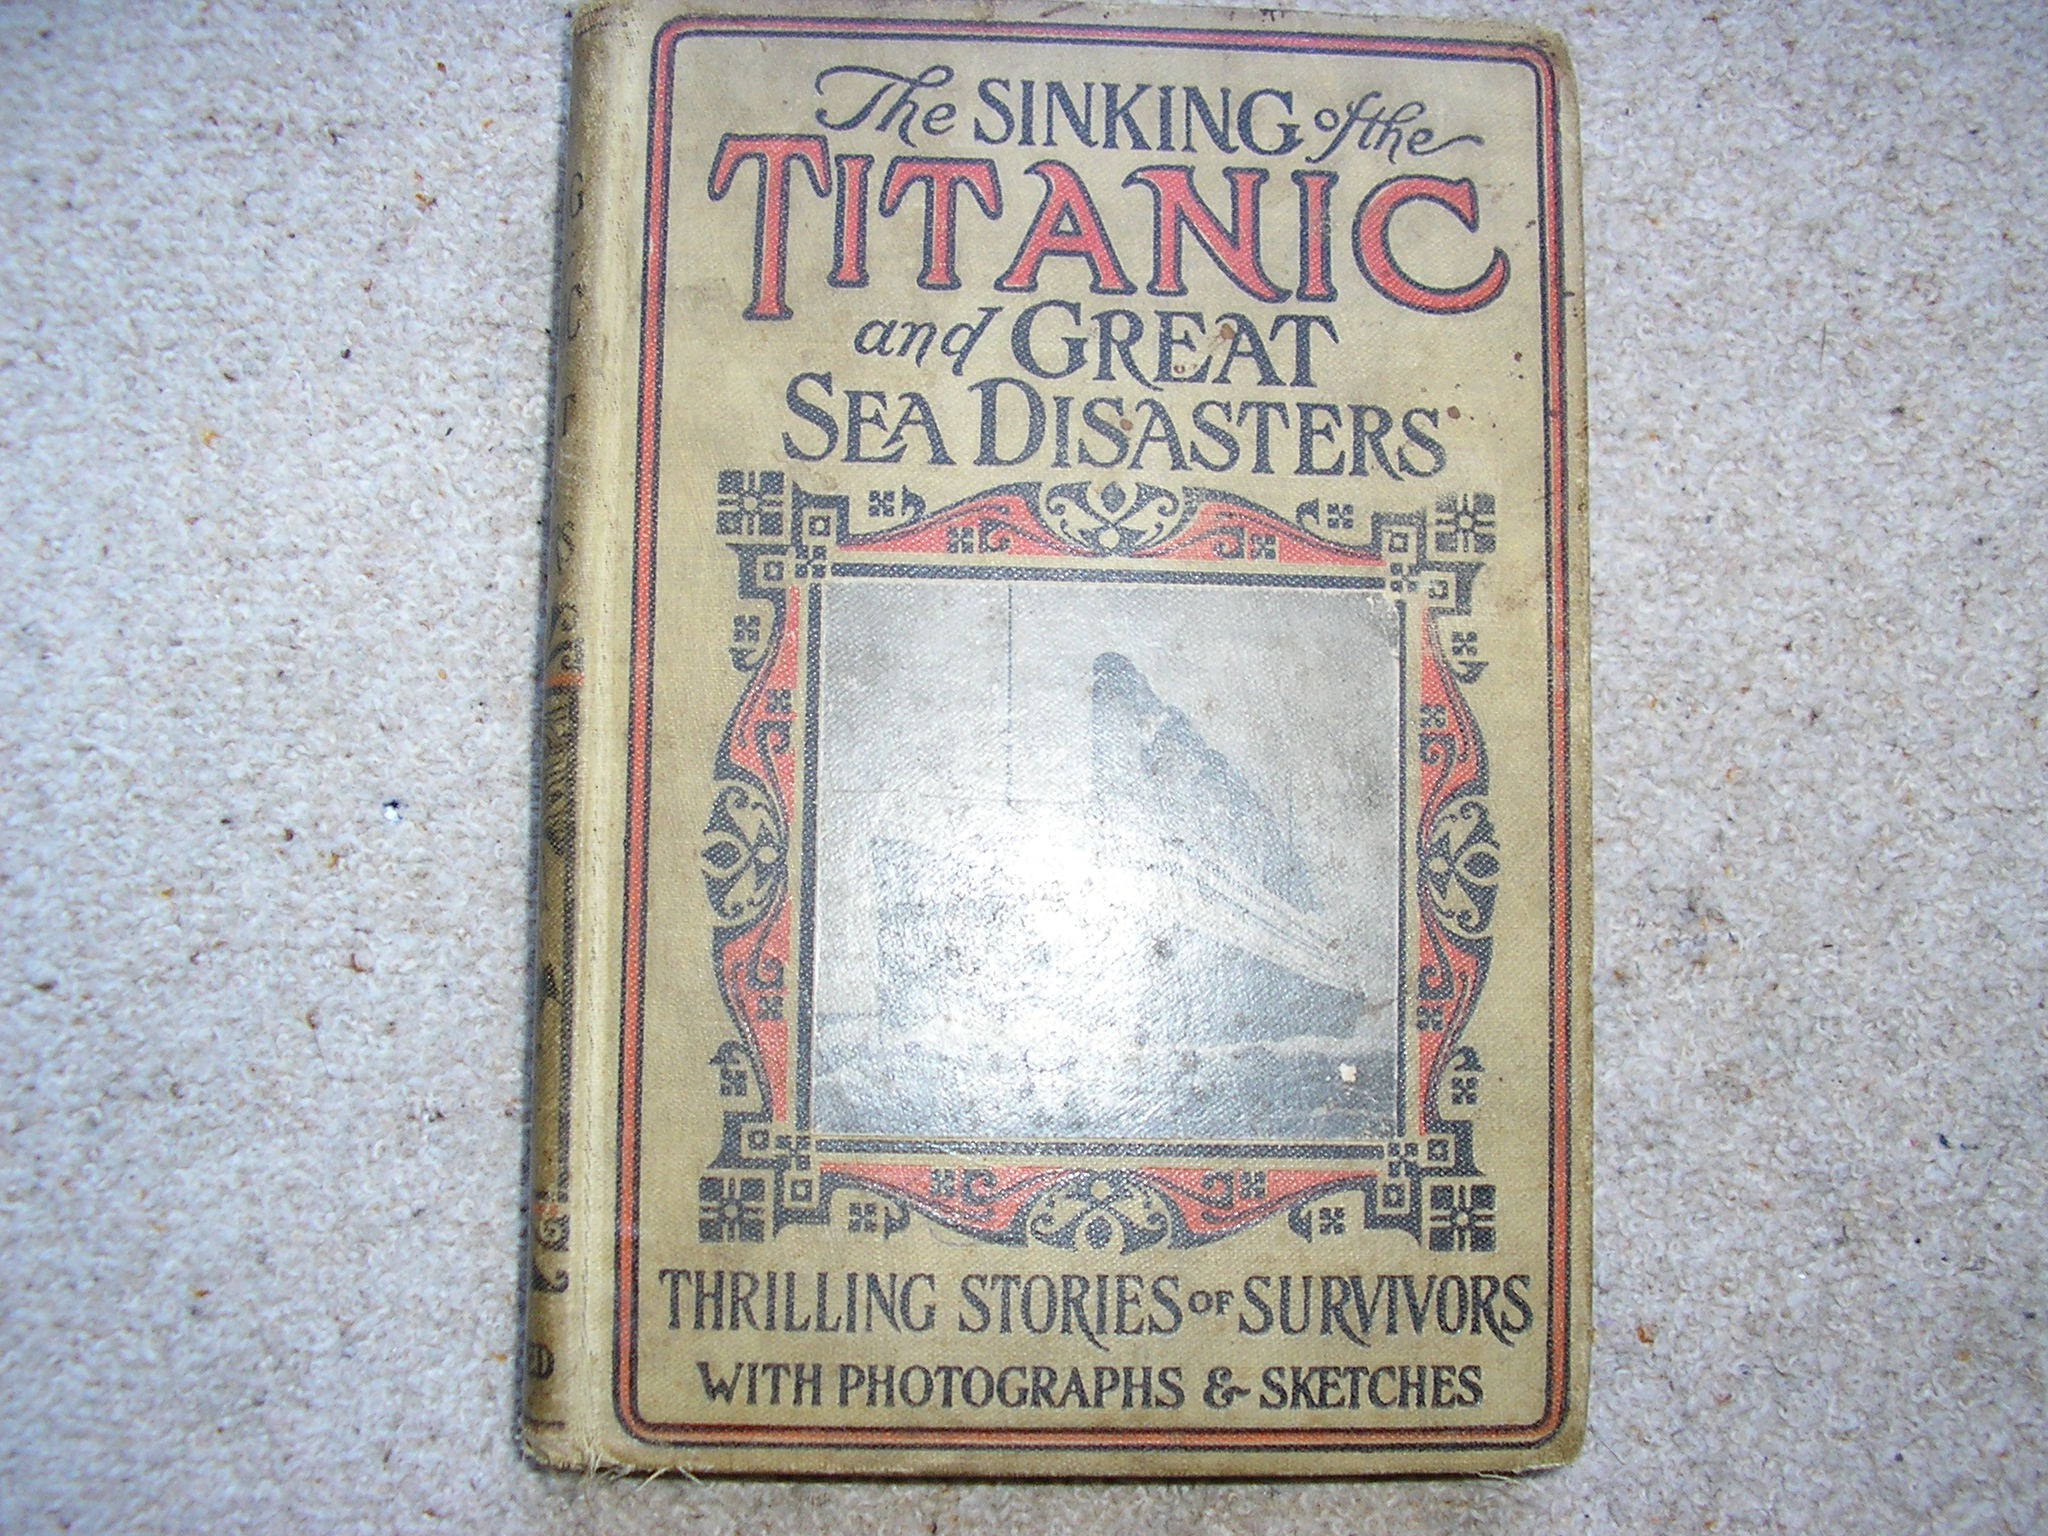 The SINKING of the
TITANIC
and GREAT
SEA DISASTERS
THRILLING STORIES OF SURVIVORS
WITH PHOTOGRAPHS & SKETCHES